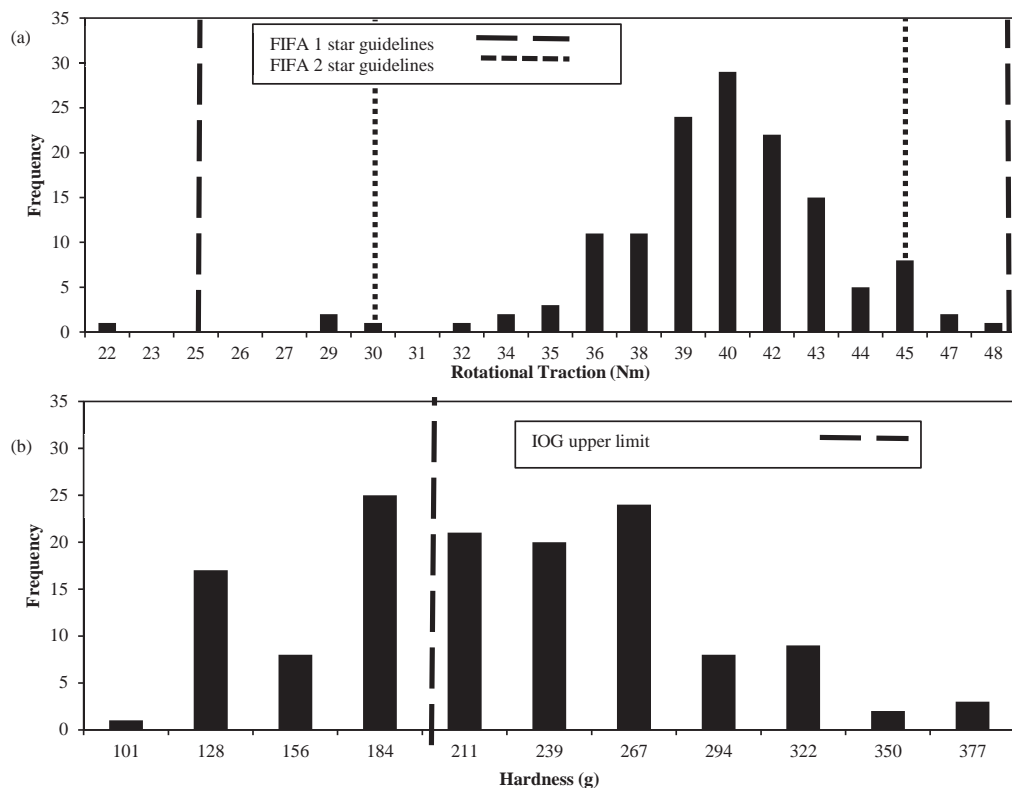 (a)
35
30
25
20
15
10
5
0
Frequency
FIFA 1 star guidelines
FIFA 2 star guidelines
22 23 25 26 27 29 30 31 32 34 35 36 38 39 40 42 43 44 45 47 48
Rotational Traction (Nm)
(b)
35
30
25
20
15
10
5
0
Frequency
IOG upper limit
101 128 156 184 211 239 267 294 322 350 377
Hardness (g)